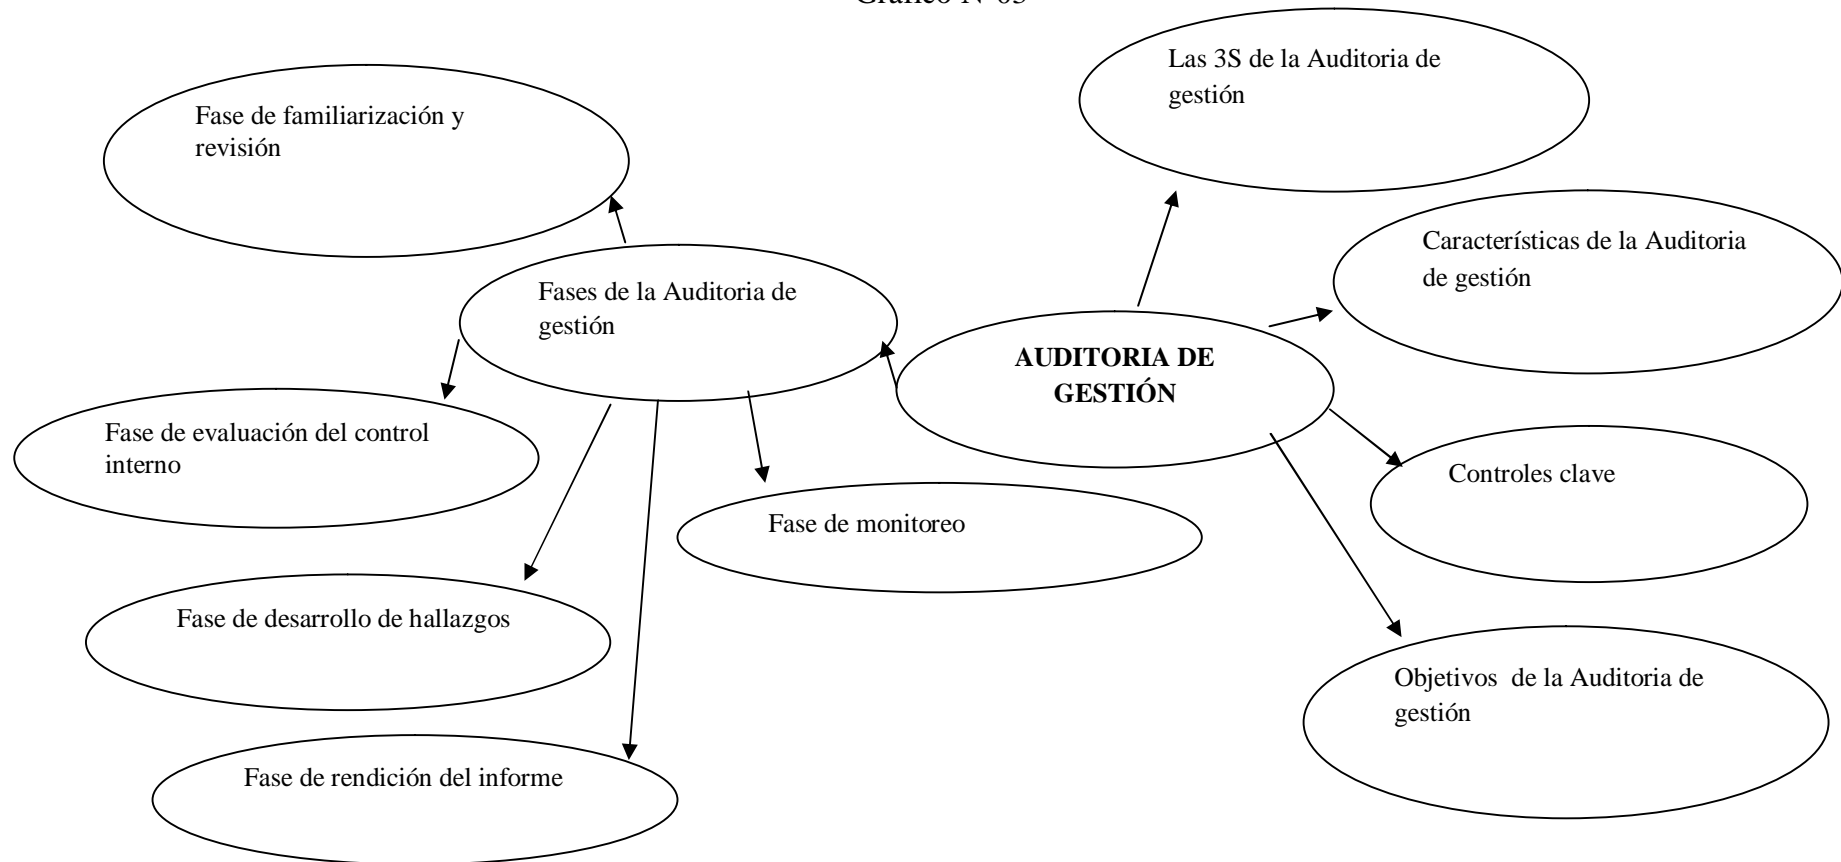 Las 3S de la Auditoria de
gestión
Fase de familiarización y
revisión
Características de la Auditoria
de gestión
Fases de la Auditoria de
gestión
AUDITORIA DE
GESTIÓN
Fase de evaluación del control
interno
Controles clave
Fase de monitoreo
Fase de desarrollo de hallazgos
Objetivos  de la Auditoria de
gestión
Fase de rendición del informe